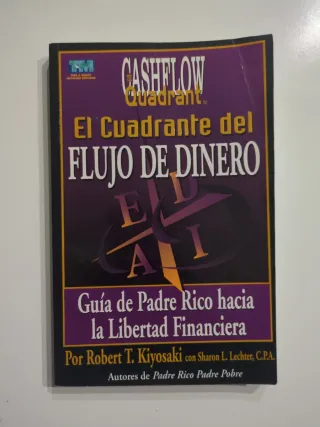 TM
CASHFLOW
Quadrant
El Cuadrante del
FLUJO DE DINERO
E D
A I
Guía de Padre Rico hacia
la Libertad Financiera
Por Robert T. Kiyosaki con Sharon L. Lechter, C.P.A.
Autores de Padre Rico Padre Pobre